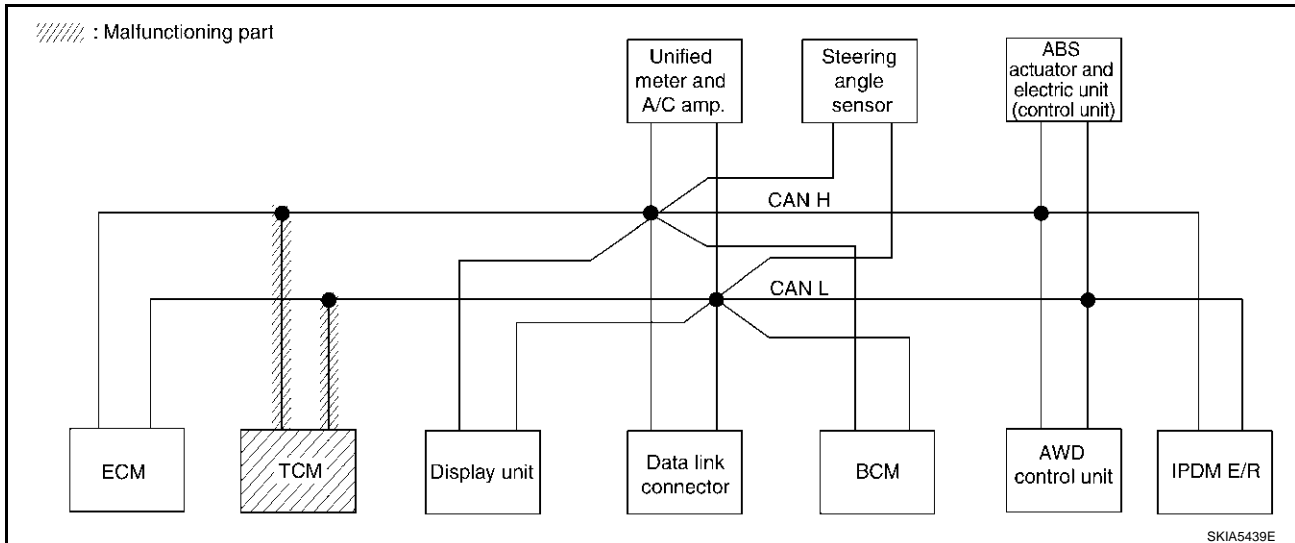 : Malfunctioning part
Unified
meter and
A/C amp.
Steering
angle
sensor
ABS
actuator and
electric unit
(control unit)
CAN H
CAN L
ECM
TCM
Display unit
Data link
connector
BCM
AWD
control unit
IPDM E/R
SKIA5439E